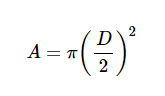 A = π(D/2)²